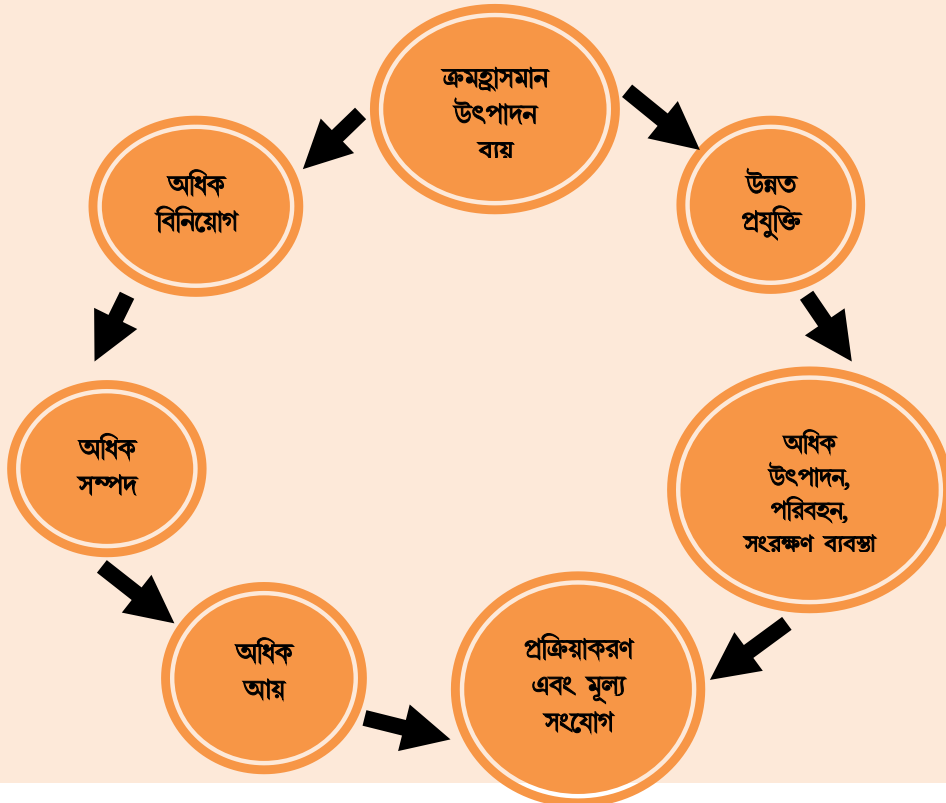 ক্রমহ্রাসমান
উৎপাদন
ব্যয়
উন্নত
প্রযুক্তি
অধিক
উৎপাদন,
পরিবহন,
সংরক্ষণ ব্যবস্থা
প্রক্রিয়াকরণ
এবং মূল্য
সংযোগ
অধিক
আয়
অধিক
সম্পদ
অধিক
বিনিয়োগ